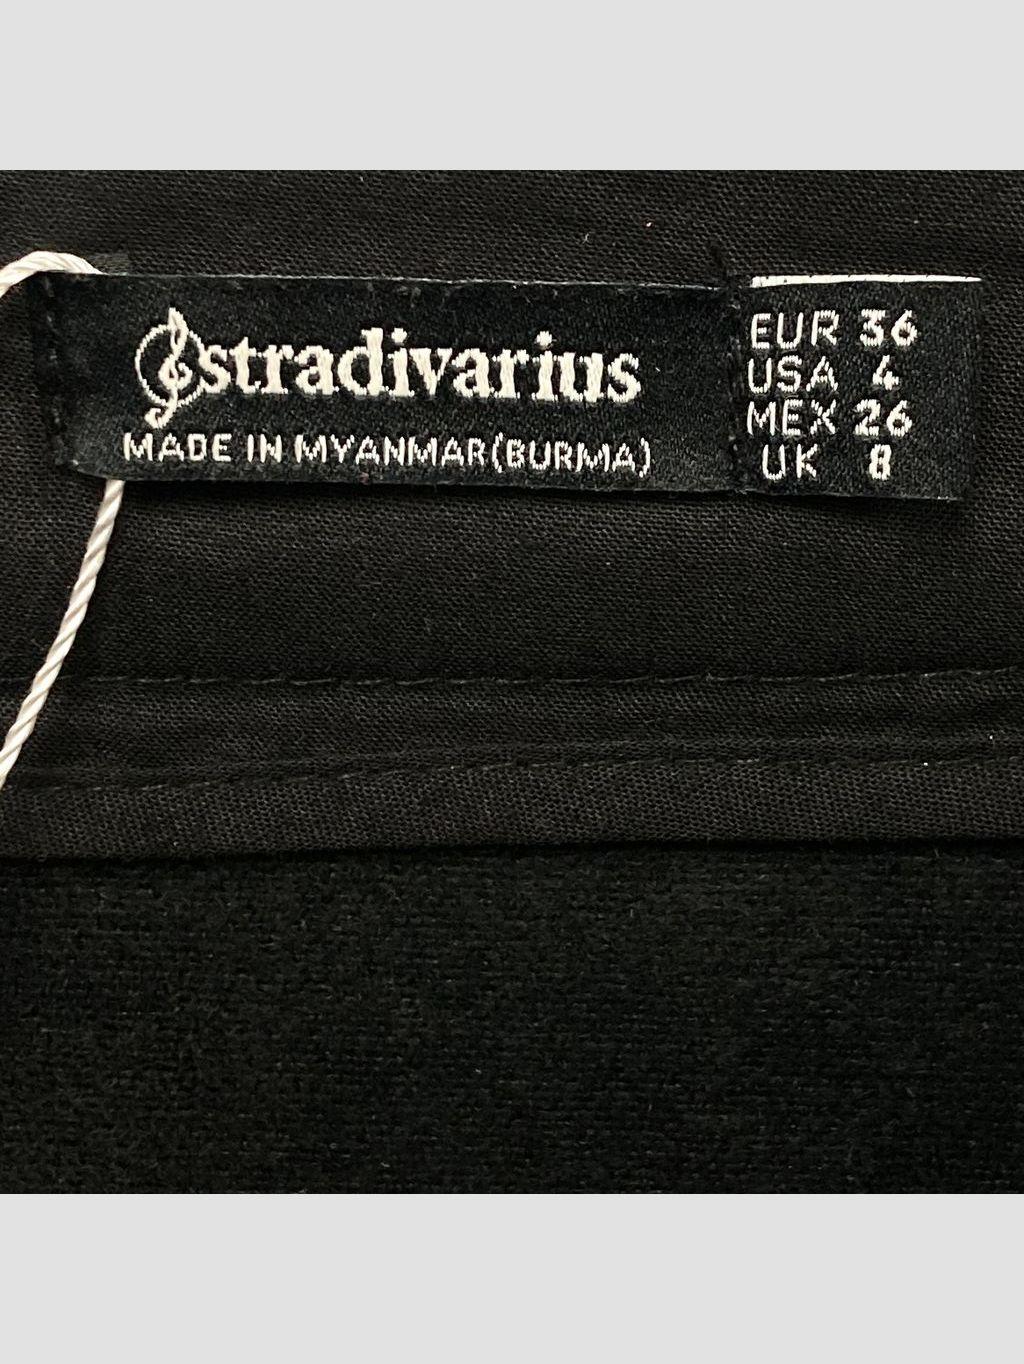 stradivarius
MADE IN MYANMAR(BURMA)
EUR 36
USA 4
MEX 26
UK 8